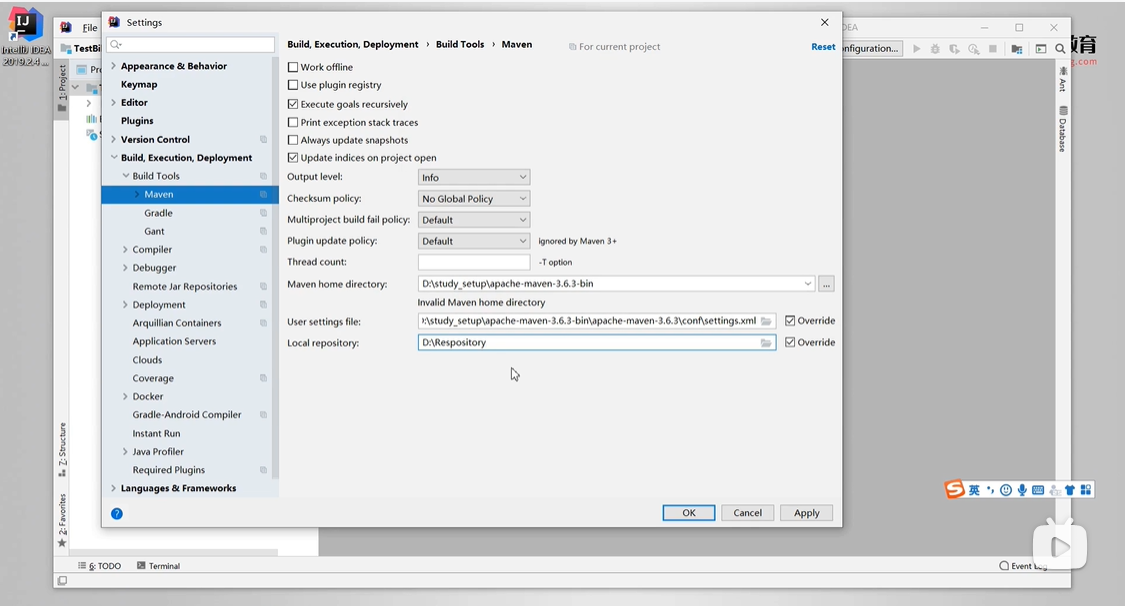 IntelliJ IDEA
2019.2.4...
File
TestBi
Settings
IDEA
Build, Execution, Deployment › Build Tools › Maven
For current project
Reset
nfiguration...
教育
Appearance & Behavior
Keymap
Editor
Plugins
Version Control
Build, Execution, Deployment
Build Tools
Maven
Gradle
Gant
Compiler
Debugger
Remote Jar Repositories
Deployment
Arquillian Containers
Application Servers
Clouds
Coverage
Docker
Gradle-Android Compiler
Instant Run
Java Profiler
Required Plugins
Languages & Frameworks
Work offline
Use plugin registry
Execute goals recursively
Print exception stack traces
Always update snapshots
Update indices on project open
Output level: Info
Checksum policy: No Global Policy
Multiproject build fail policy: Default
Plugin update policy: Default ignored by Maven 3+
Thread count: -T option
Maven home directory: D:\study_setup\apache-maven-3.6.3-bin ...
Invalid Maven home directory
User settings file: :\study_setup\apache-maven-3.6.3-bin\apache-maven-3.6.3\conf\settings.xml Override
Local repository: D:\Respository Override
? OK Cancel Apply
1: Project
Pro
7: Structure
2: Favorites
Ant
Database
英
6: TODO Terminal
Event Log